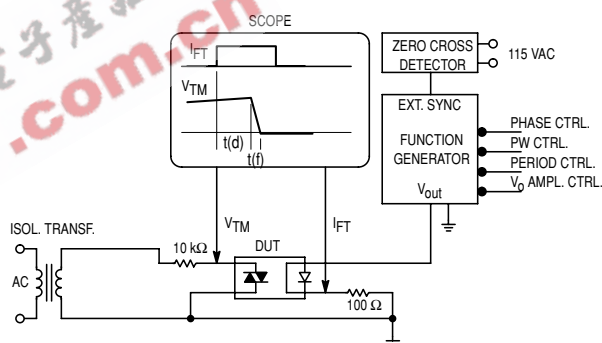 SCOPE
IFT
VTM
t(d)
t(f)
ZERO CROSS
DETECTOR
115 VAC
EXT. SYNC
FUNCTION
GENERATOR
Vout
PHASE CTRL.
PW CTRL.
PERIOD CTRL.
VO AMPL. CTRL.
ISOL. TRANSF.
AC
10 kΩ
VTM
DUT
IFT
100 Ω
.com.cn